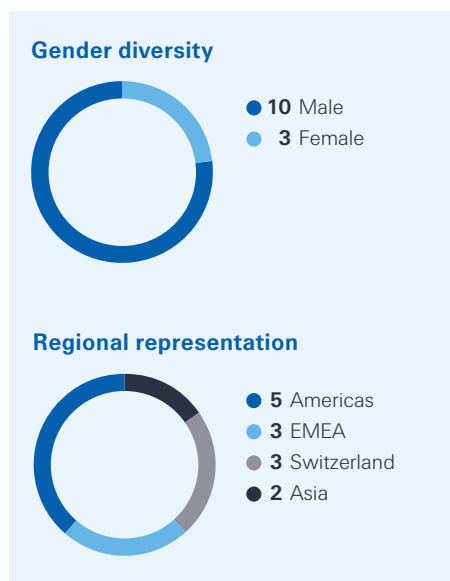 Gender diversity
10 Male
3 Female
Regional representation
5 Americas
3 EMEA
3 Switzerland
2 Asia